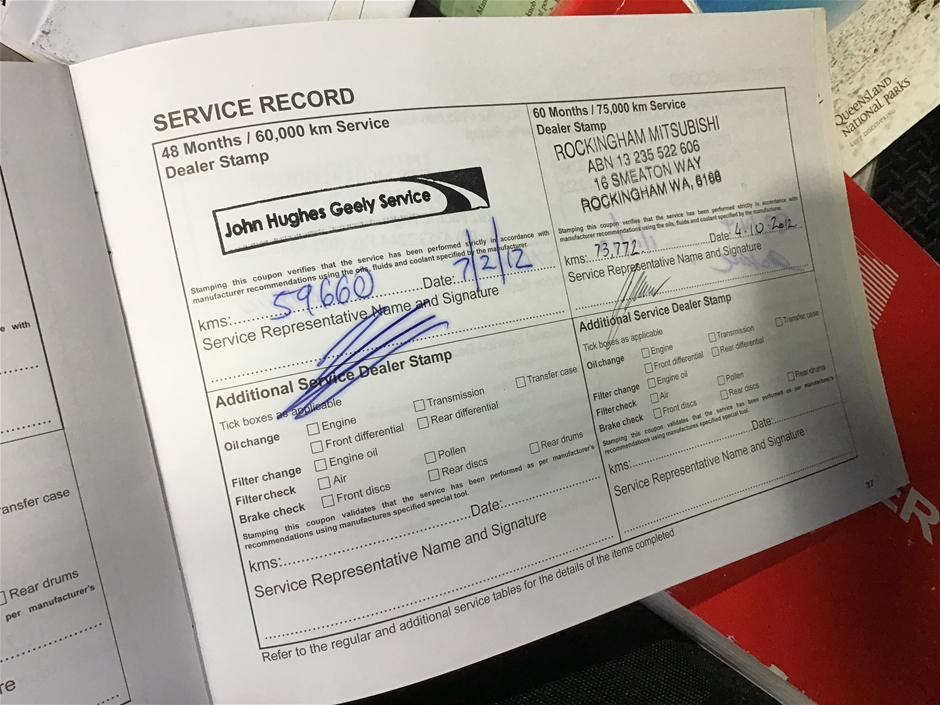 SERVICE RECORD
48 Months / 60,000 km Service
Dealer Stamp
John Hughes Geely Service
Stamping this coupon verifies that the service has been performed strictly in accordance with
manufacturer recommendations using the oils, fluids and coolant specified by the manufacturer.
kms: 59660 Date: 7/2/12
Service Representative Name and Signature
Additional Service Dealer Stamp
Tick boxes as applicable
Oil change Engine Transmission Transfer case
Front differential Rear differential
Filter change Engine oil
Filter check Air Pollen
Brake check Front discs Rear discs Rear drums
Stamping this coupon validates that the service has been performed as per manufacturer's
recommendations using manufactures specified special tool.
kms: Date:
Service Representative Name and Signature
60 Months / 75,000 km Service
Dealer Stamp
ROCKINGHAM MITSUBISHI
ABN 13 235 522 606
16 SMEATON WAY
ROCKINGHAM WA, 6168
Stamping this coupon verifies that the service has been performed strictly in accordance with
manufacturer recommendations using the oils, fluids and coolant specified by the manufacturer.
kms: 73,772 Date: 4.10.2012
Service Representative Name and Signature
Additional Service Dealer Stamp
Tick boxes as applicable
Oil change Engine Transmission Transfer case
Front differential Rear differential
Filter change Engine oil
Filter check Air Pollen
Brake check Front discs Rear discs Rear drums
Stamping this coupon validates that the service has been performed as per manufacturer's
recommendations using manufactures specified special tool.
kms: Date:
Service Representative Name and Signature
37
Refer to the regular and additional service tables for the details of the items completed
e with
ansfer case
Rear drums
per manufacturer's
re
QUEENSLAND
NATIONAL PARKS
ER